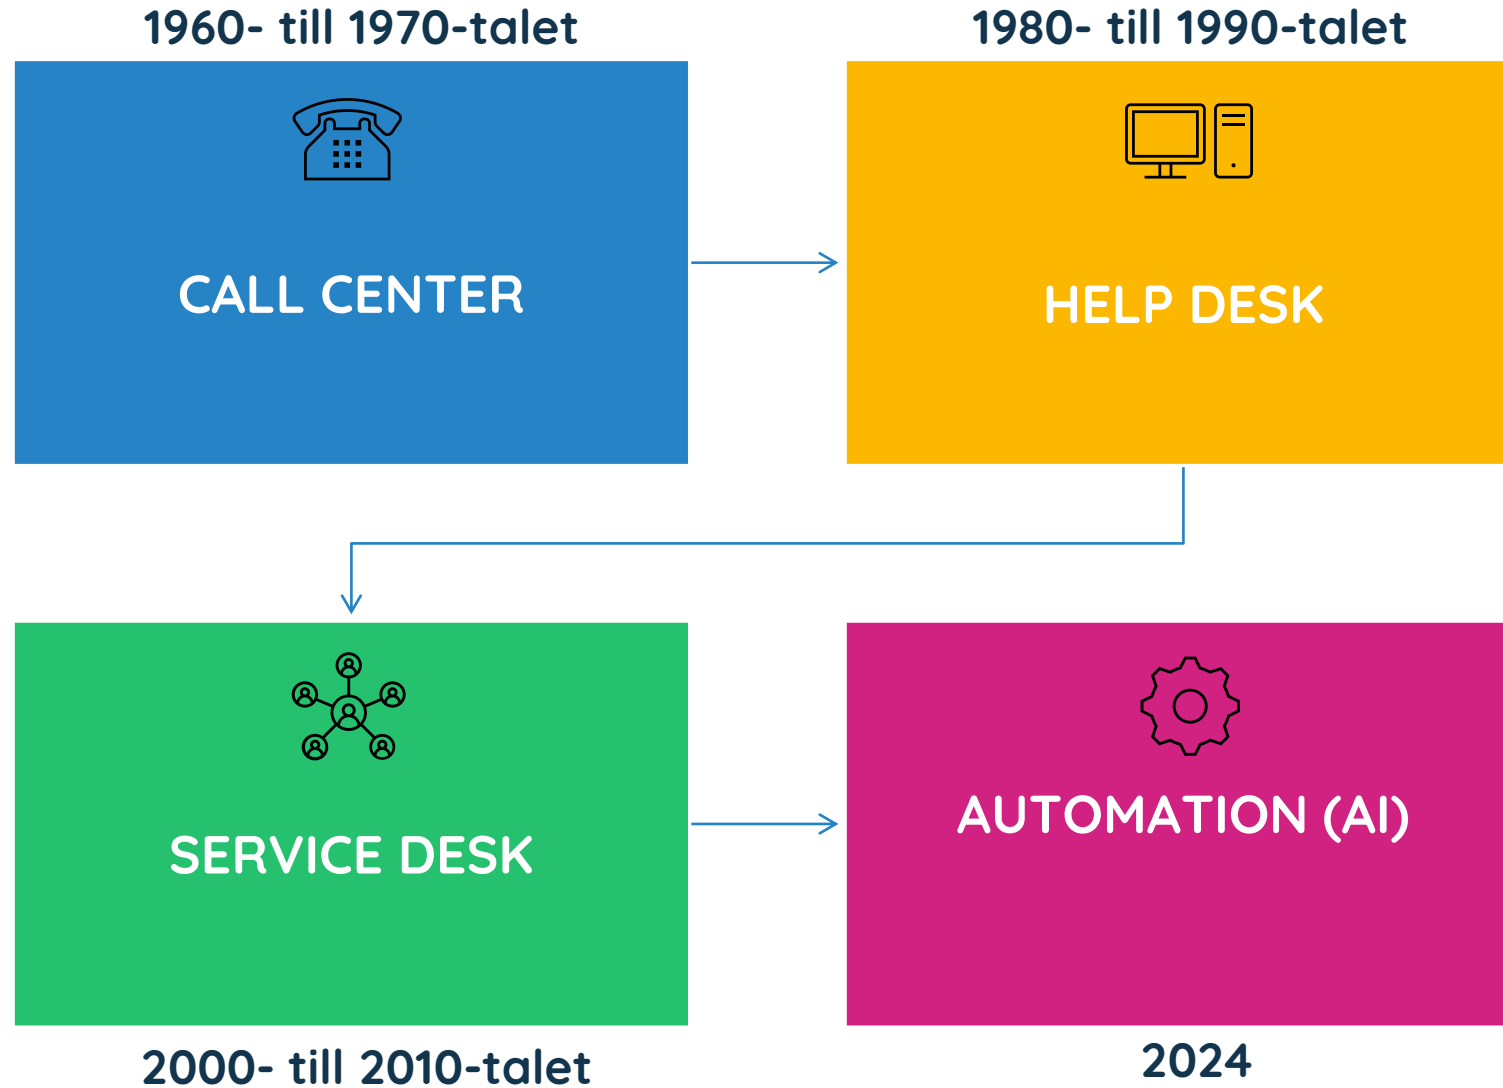 1960- till 1970-talet
1980- till 1990-talet
CALL CENTER
HELP DESK
SERVICE DESK
AUTOMATION (AI)
2000- till 2010-talet
2024